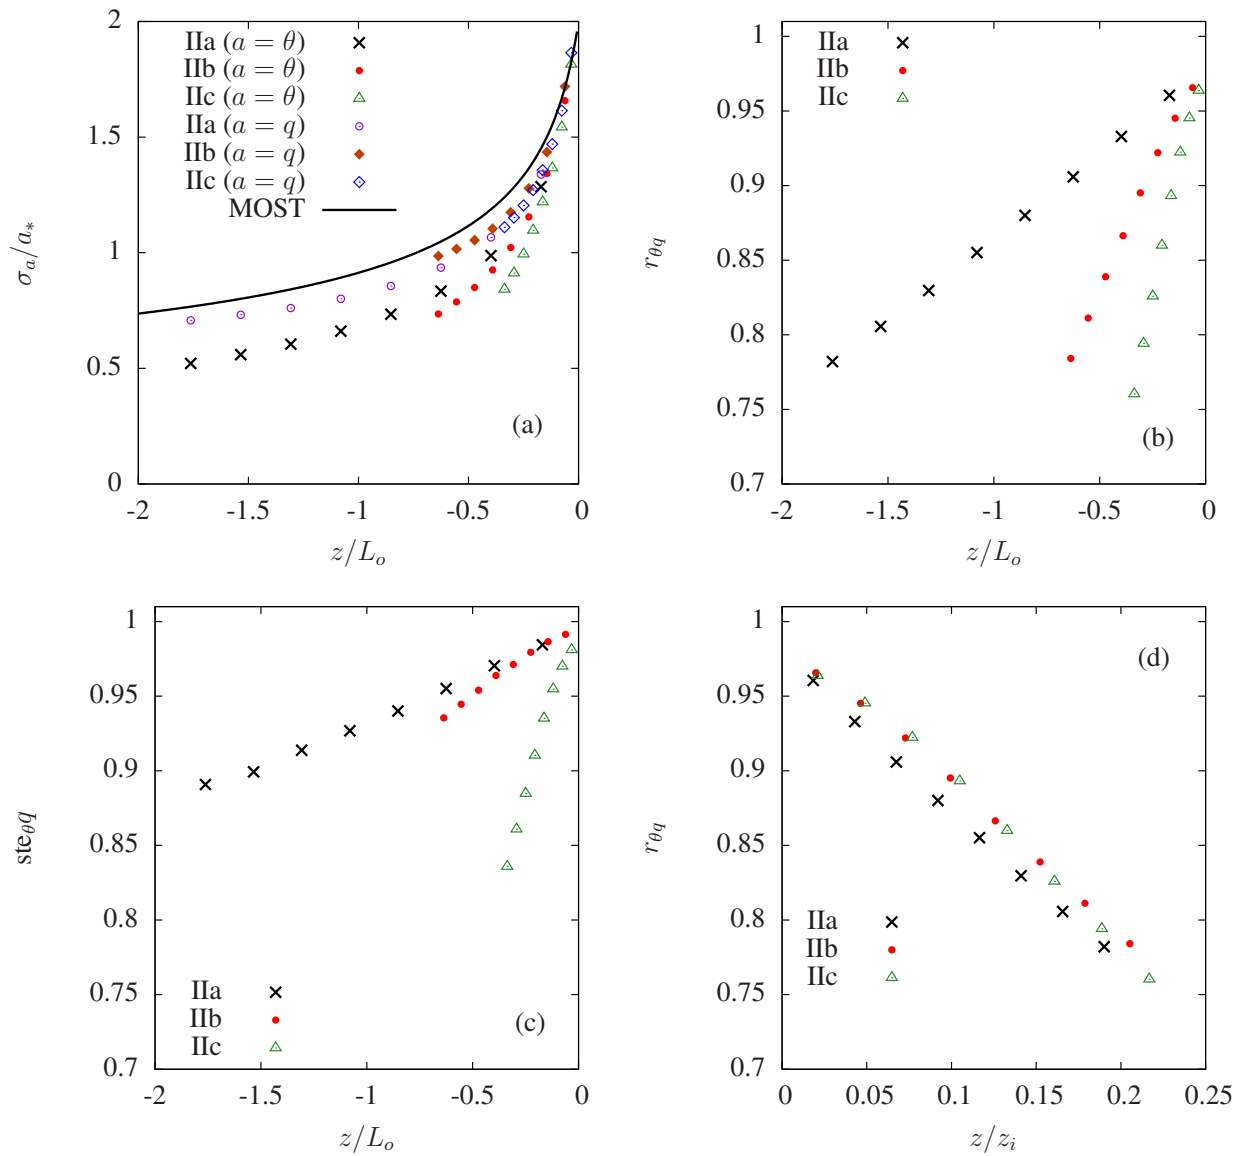 2
1.5
1
0.5
0
σ_a/a_*
IIa (a = θ)
IIb (a = θ)
IIc (a = θ)
IIa (a = q)
IIb (a = q)
IIc (a = q)
MOST
(a)
-2 -1.5 -1 -0.5 0
z/L_o
1
0.95
0.9
0.85
0.8
0.75
0.7
r_θq
IIa
IIb
IIc
(b)
-2 -1.5 -1 -0.5 0
z/L_o
1
0.95
0.9
0.85
0.8
0.75
0.7
ste_θq
IIa
IIb
IIc
(c)
-2 -1.5 -1 -0.5 0
z/L_o
1
0.95
0.9
0.85
0.8
0.75
0.7
r_θq
(d)
IIa
IIb
IIc
0 0.05 0.1 0.15 0.2 0.25
z/z_i